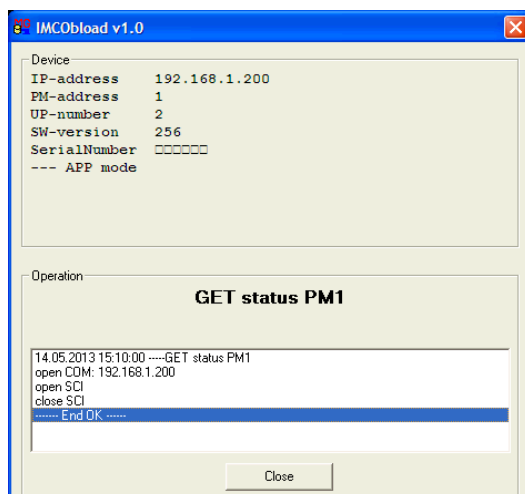 IMCObload v1.0
Device
IP-address 192.168.1.200
PM-address 1
UP-number 2
SW-version 256
SerialNumber □□□□□□
--- APP mode
Operation
GET status PM1
14.05.2013 15:10:00 -----GET status PM1
open COM: 192.168.1.200
open SCI
close SCI
------- End OK ------
Close